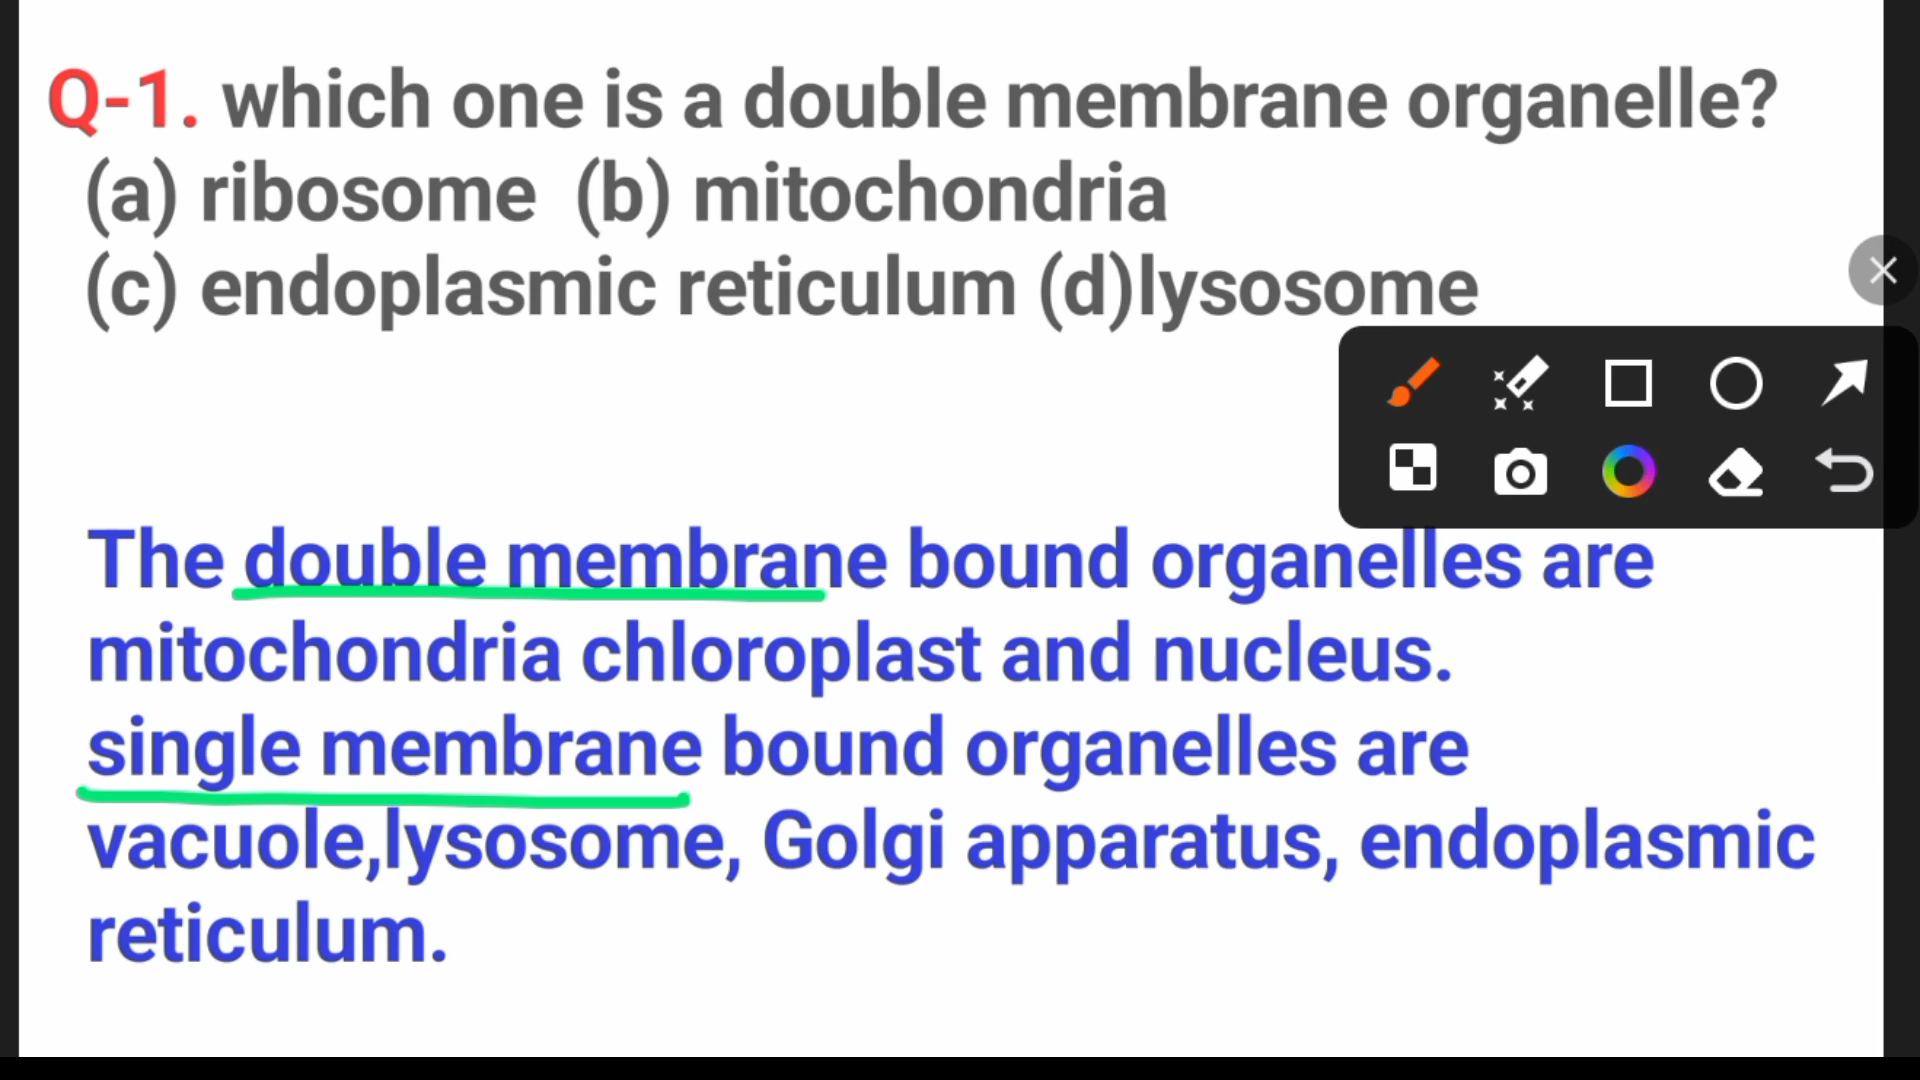 Q-1. which one is a double membrane organelle?
(a) ribosome (b) mitochondria
(c) endoplasmic reticulum (d)lysosome
The double membrane bound organelles are
mitochondria chloroplast and nucleus.
single membrane bound organelles are
vacuole,lysosome, Golgi apparatus, endoplasmic
reticulum.